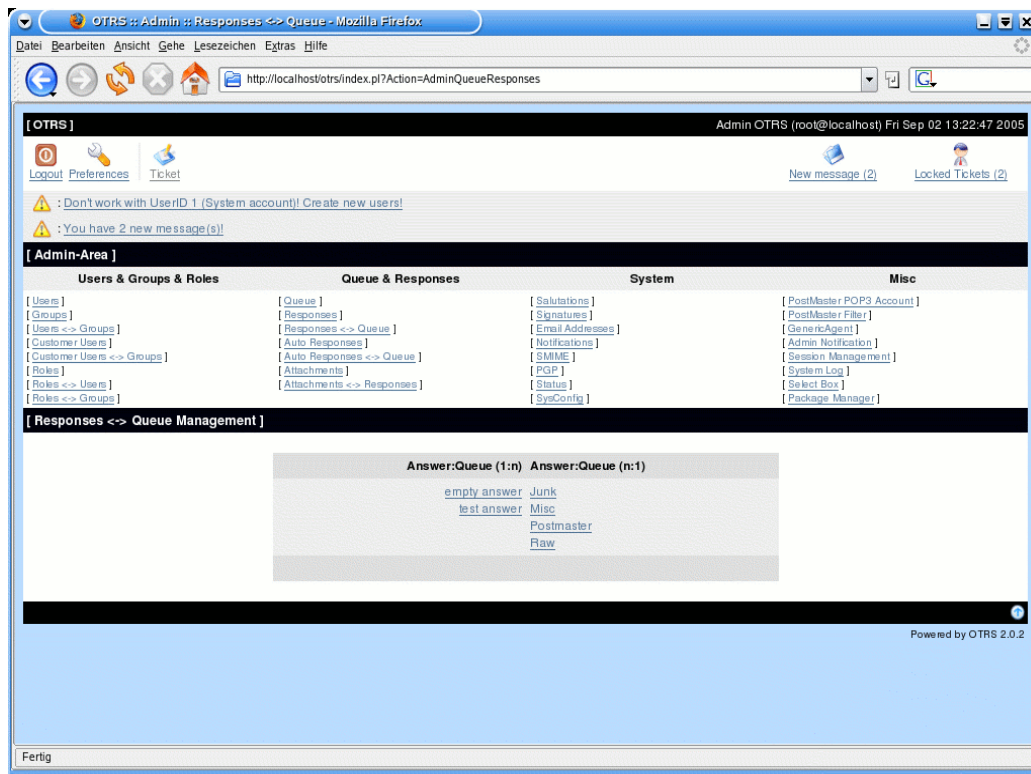 OTRS :: Admin :: Responses <-> Queue - Mozilla Firefox
Datei Bearbeiten Ansicht Gehe Lesezeichen Extras Hilfe
http://localhost/otrs/index.pl?Action=AdminQueueResponses
G
[ OTRS ] Admin OTRS (root@localhost) Fri Sep 02 13:22:47 2005
Logout Preferences Ticket New message (2) Locked Tickets (2)
: Don't work with UserID 1 (System account)! Create new users!
: You have 2 new message(s)!
[ Admin-Area ]
Users & Groups & Roles Queue & Responses System Misc
[ Users ] [ Queue ] [ Salutations ] [ PostMaster POP3 Account ]
[ Groups ] [ Responses ] [ Signatures ] [ PostMaster Filter ]
[ Users <-> Groups ] [ Responses <-> Queue ] [ Email Addresses ] [ GenericAgent ]
[ Customer Users ] [ Auto Responses ] [ Notifications ] [ Admin Notification ]
[ Customer Users <-> Groups ] [ Auto Responses <-> Queue ] [ SMIME ] [ Session Management ]
[ Roles ] [ Attachments ] [ PGP ] [ System Log ]
[ Roles <-> Users ] [ Attachments <-> Responses ] [ Status ] [ Select Box ]
[ Roles <-> Groups ] [ SysConfig ] [ Package Manager ]
[ Responses <-> Queue Management ]
Answer:Queue (1:n) Answer:Queue (n:1)
empty answer Junk
test answer Misc
Postmaster
Raw
Powered by OTRS 2.0.2
Fertig